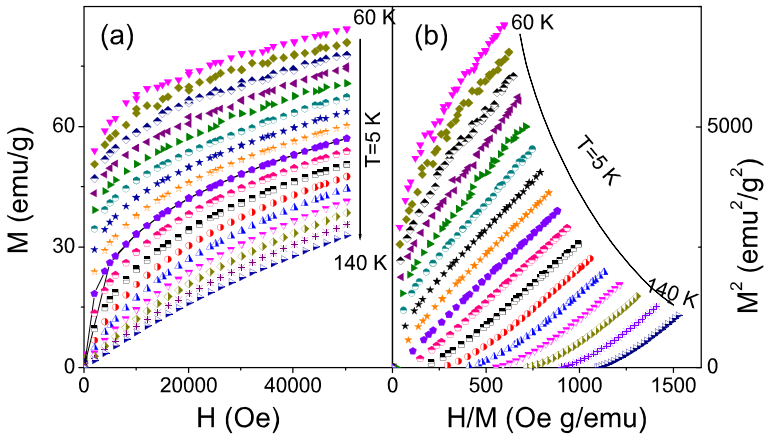 (a)
60 K
T=5 K
140 K
M (emu/g)
60
30
0
0
20000
40000
H (Oe)
(b)
60 K
T=5 K
140 K
5000
0
M² (emu²/g²)
0
500
1000
1500
H/M (Oe g/emu)